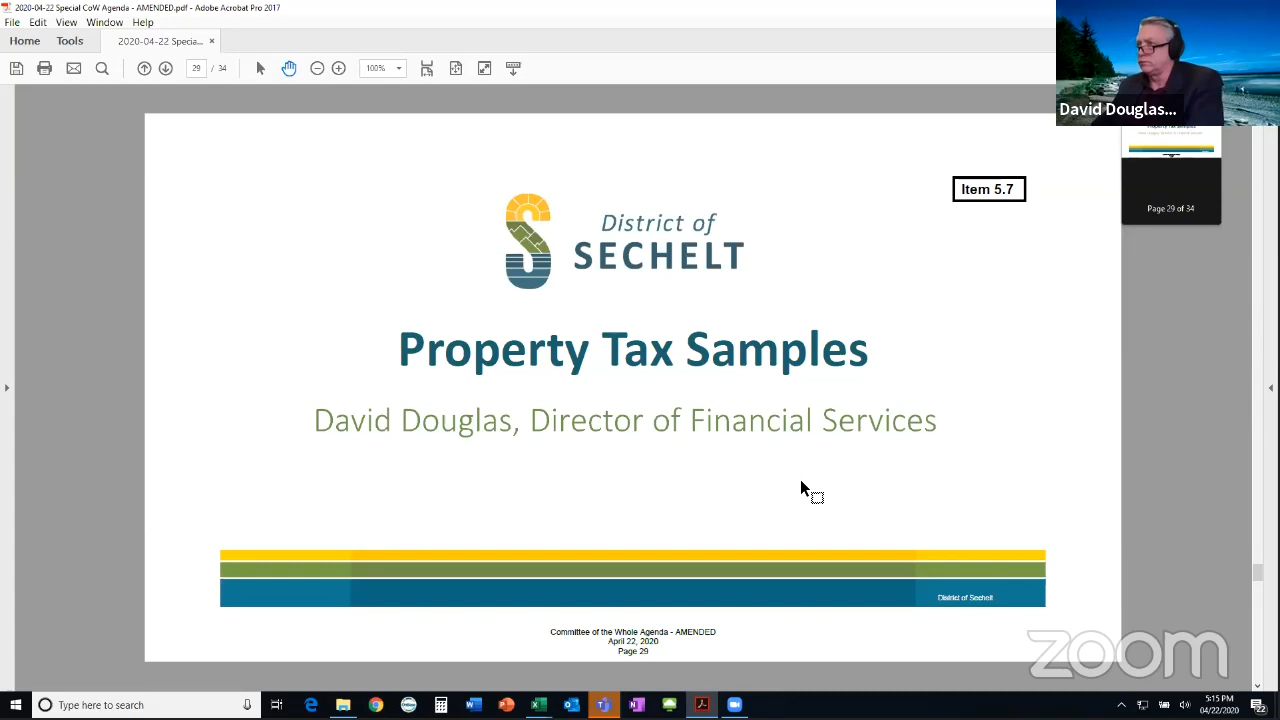 2020-04-22 Special CoW Agenda - AMENDED.pdf - Adobe Acrobat Pro 2017
File Edit View Window Help
Home Tools 2020-04-22 Specia... ×
29 / 34 100%
David Douglas...
Property Tax Samples
Page 29 of 34
Item 5.7
District of
SECHELT
Property Tax Samples
David Douglas, Director of Financial Services
District of Sechelt
Committee of the Whole Agenda - AMENDED
April 22, 2020
Page 29
zoom
Type here to search
5:15 PM
04/22/2020
22